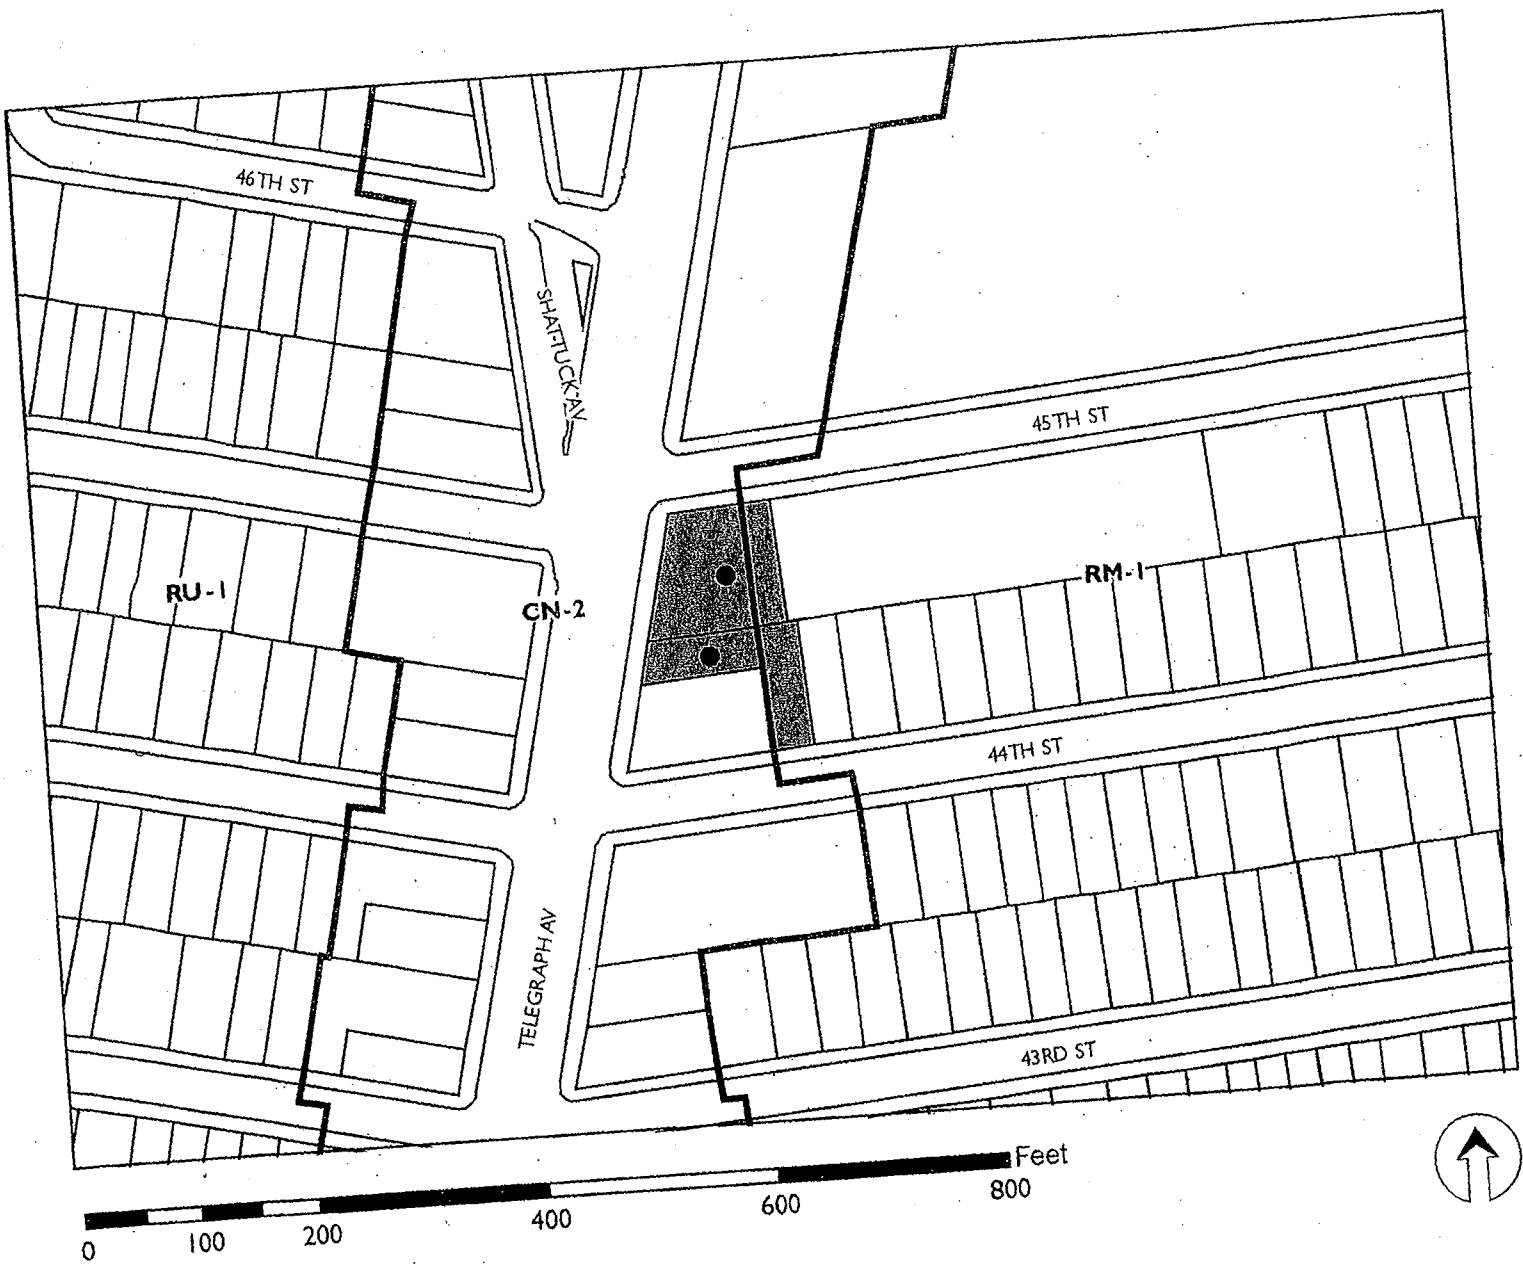 46TH ST
SHATTUCK AV
45TH ST
RU-1
CN-2
RM-1
44TH ST
TELEGRAPH AV
43RD ST
Feet
0 100 200 400 600 800